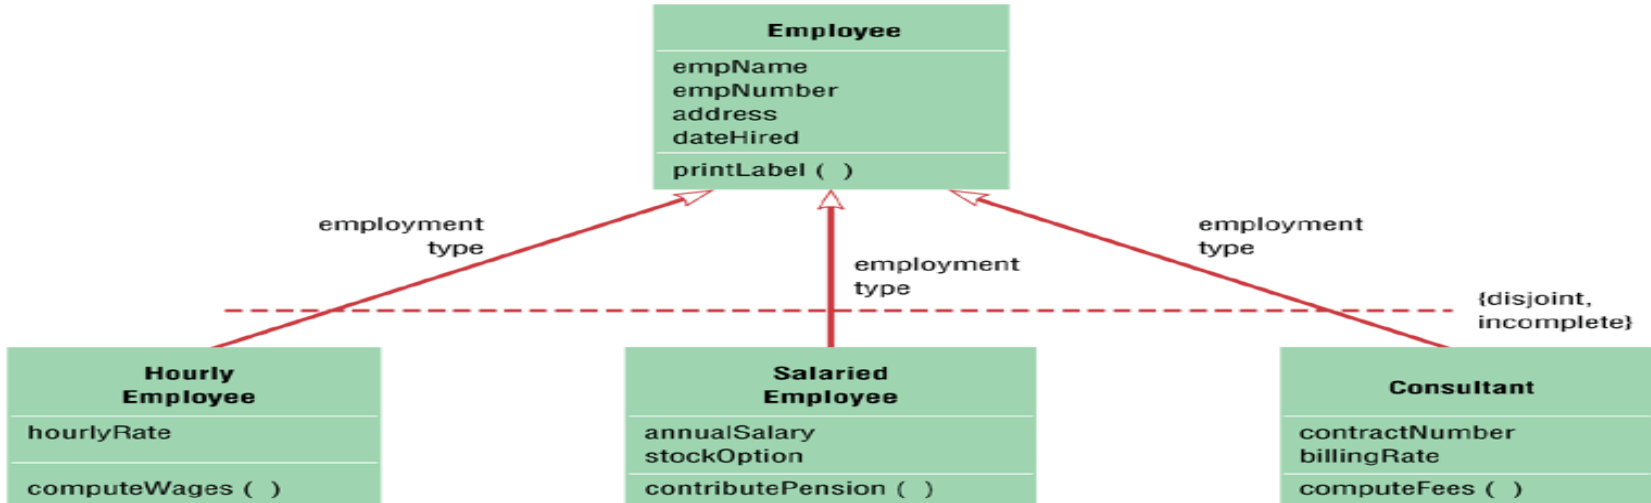 Employee
empName
empNumber
address
dateHired
printLabel ( )
employment
type
employment
type
employment
type
{disjoint,
incomplete}
Hourly
Employee
hourlyRate
computeWages ( )
Salaried
Employee
annualSalary
stockOption
contributePension ( )
Consultant
contractNumber
billingRate
computeFees ( )